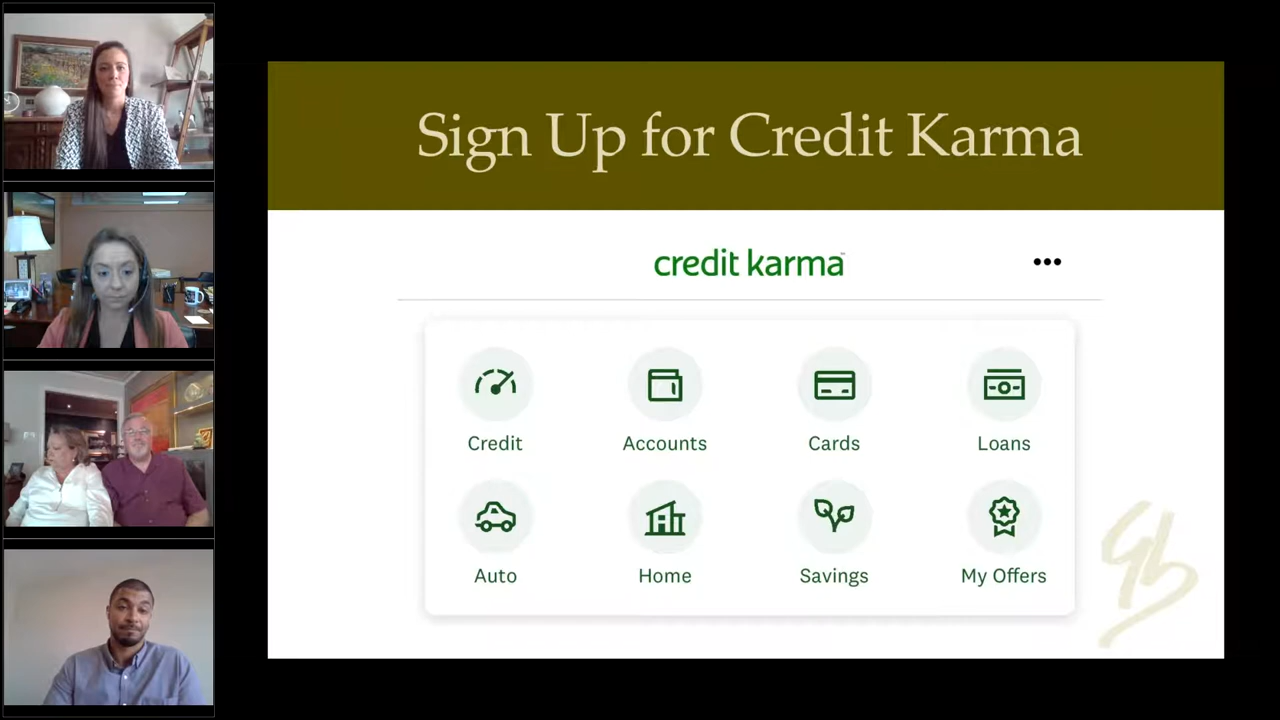 Sign Up for Credit Karma
credit karma
Credit Accounts Cards Loans
Auto Home Savings My Offers